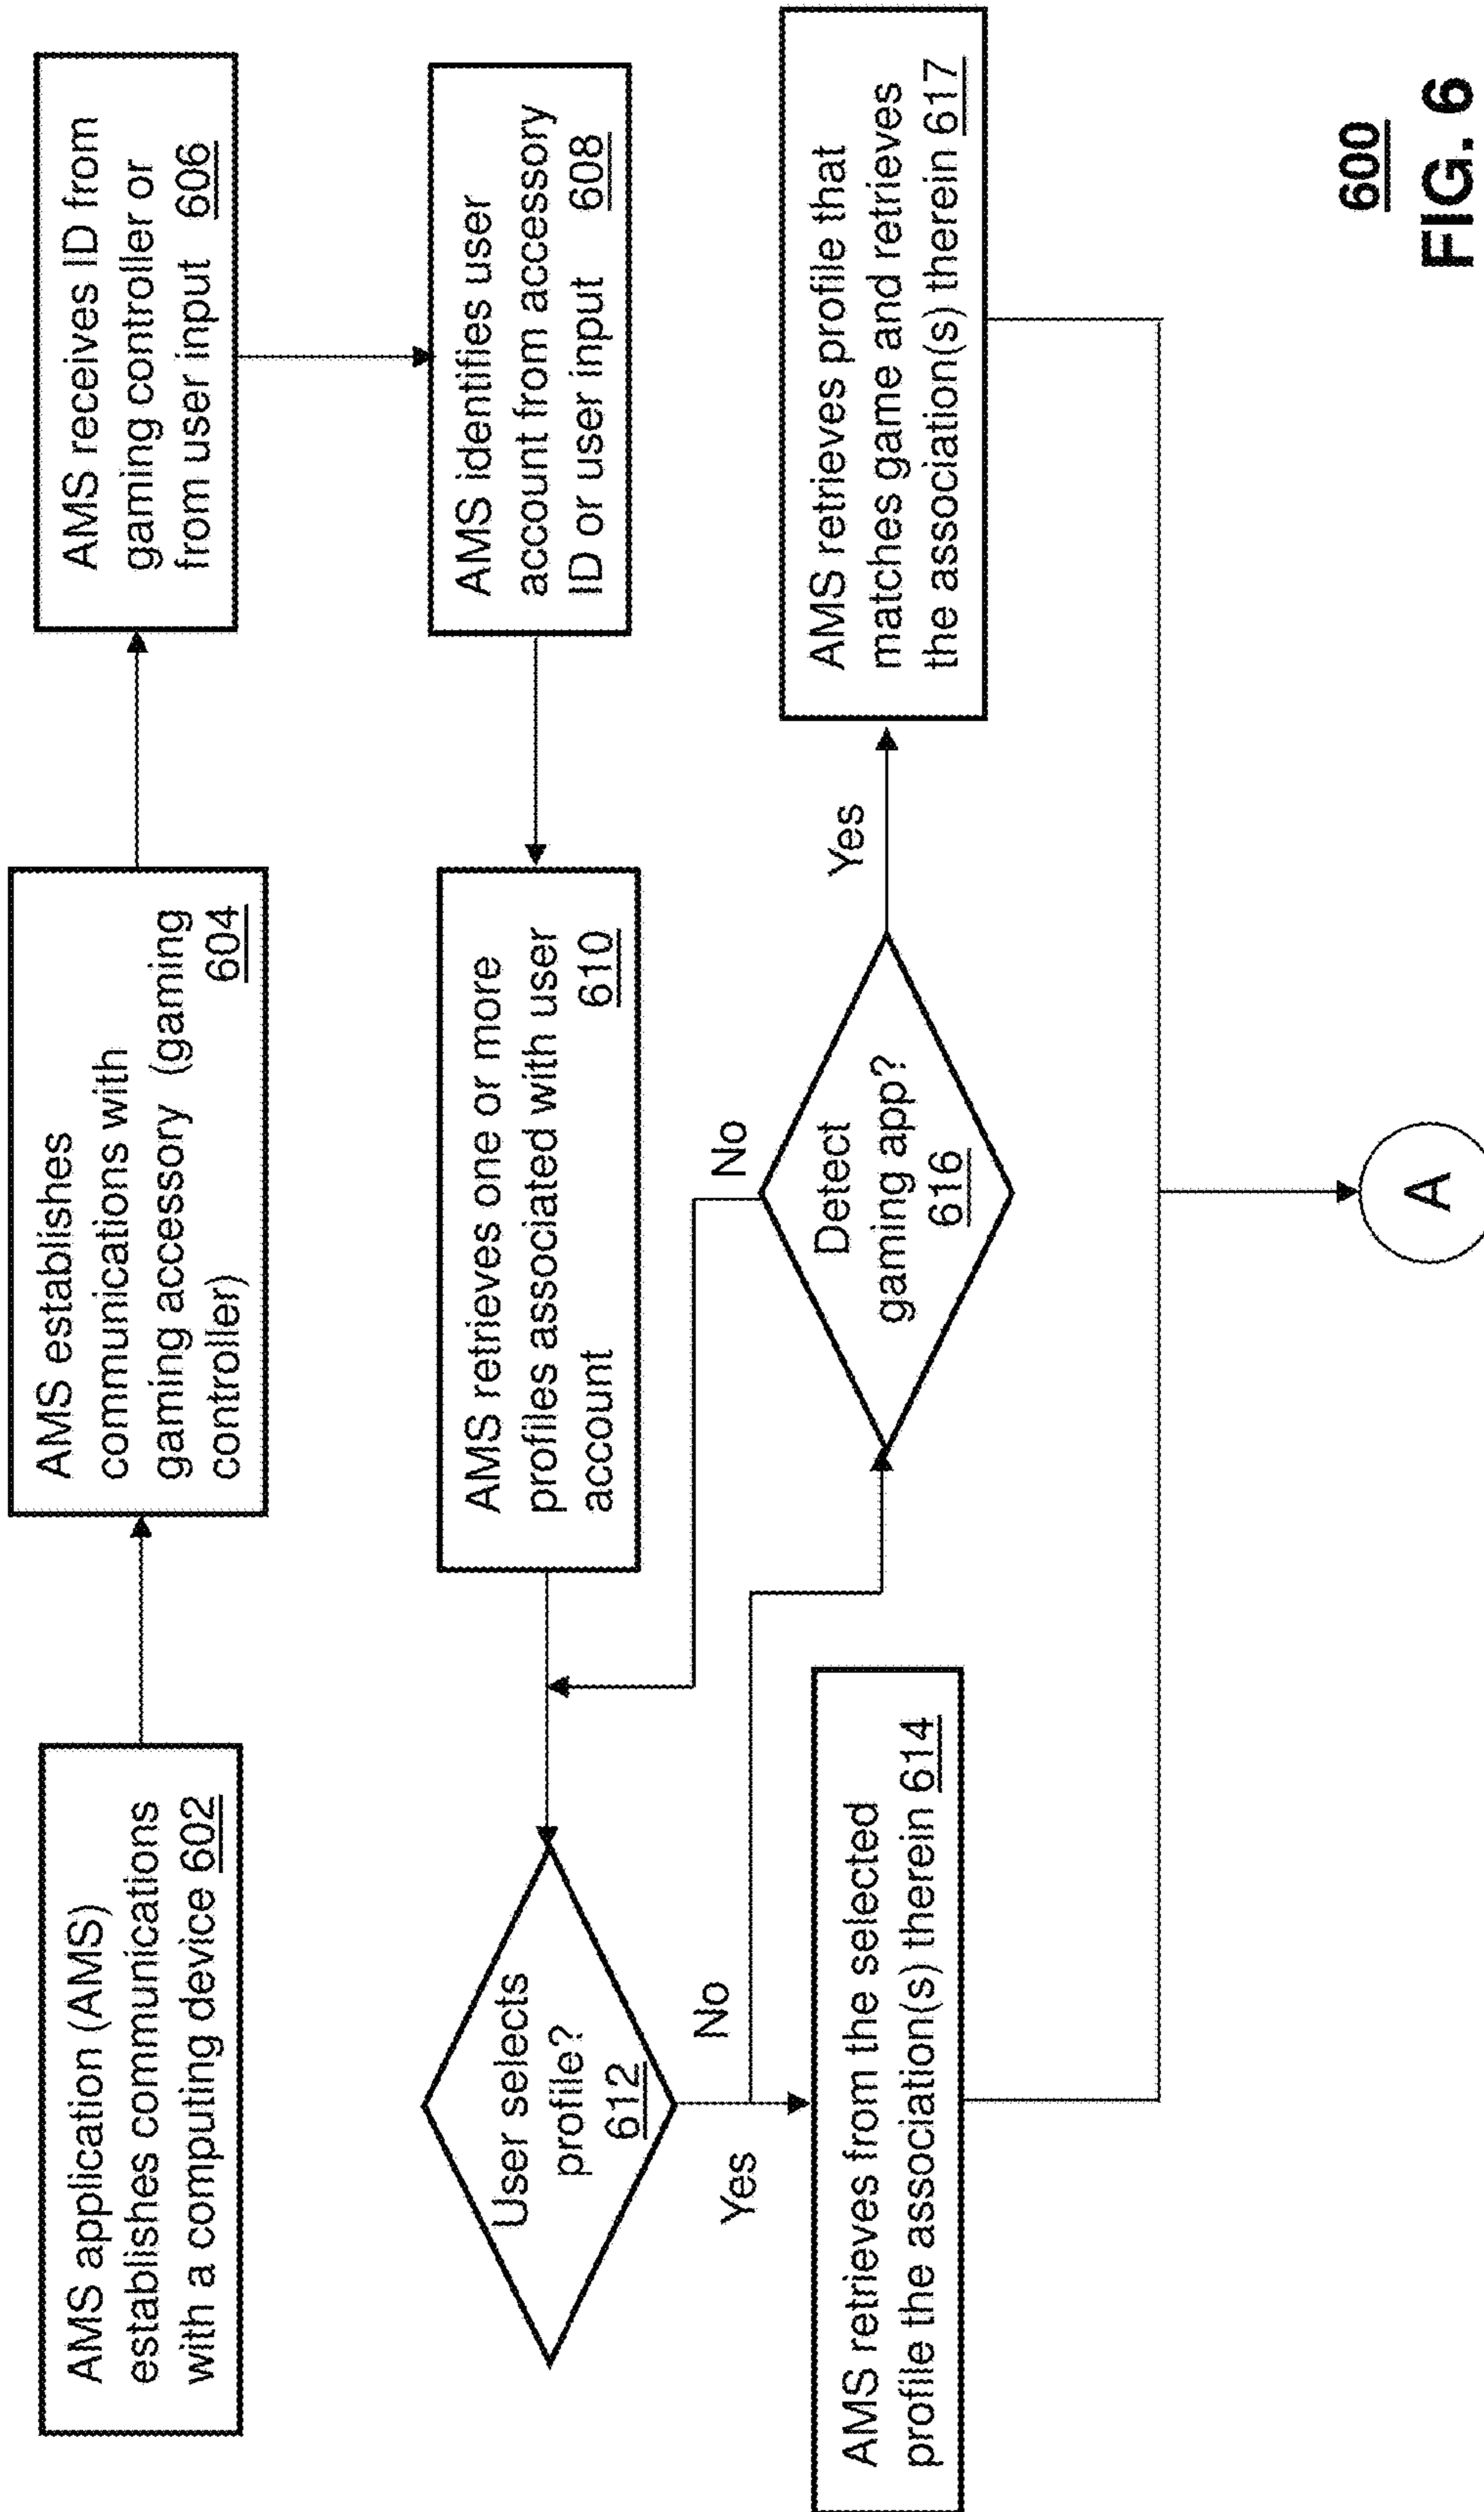 AMS application (AMS)
establishes communications
with a computing device 602
AMS establishes
communications with
gaming accessory (gaming
controller) 604
AMS receives ID from
gaming controller or
from user input 606
AMS identifies user
account from accessory
ID or user input 608
AMS retrieves one or more
profiles associated with user
account 610
User selects
profile?
612
Yes
No
AMS retrieves from the selected
profile the association(s) therein 614
Detect
gaming app?
616
No
Yes
AMS retrieves profile that
matches game and retrieves
the association(s) therein 617
A
600
FIG. 6